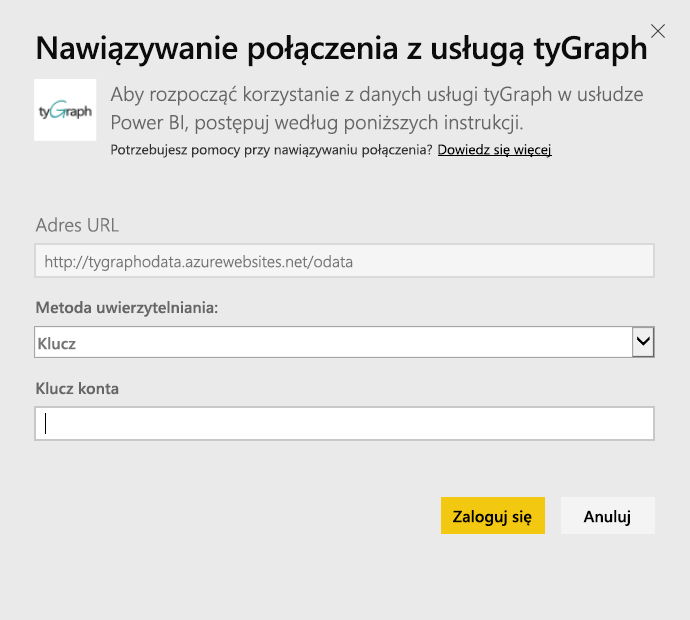 Nawiązywanie połączenia z usługą tyGraph
tyGraph
Aby rozpocząć korzystanie z danych usługi tyGraph w usłudze
Power BI, postępuj według poniższych instrukcji.
Potrzebujesz pomocy przy nawiązywaniu połączenia? Dowiedz się więcej
Adres URL
http://tygraphodata.azurewebsites.net/odata
Metoda uwierzytelniania:
Klucz
Klucz konta
Zaloguj się Anuluj